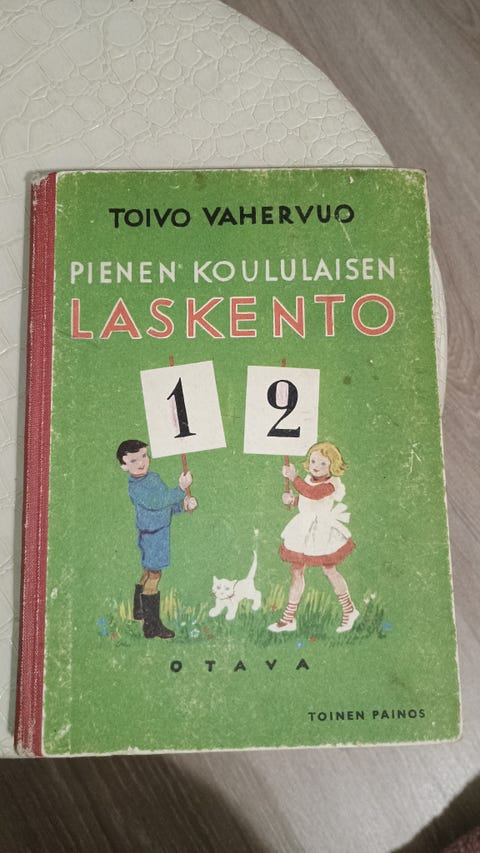 TOIVO VAHERVUO
PIENEN KOULULAISEN
LASKENTO
1 2
OTAVA
TOINEN PAINOS